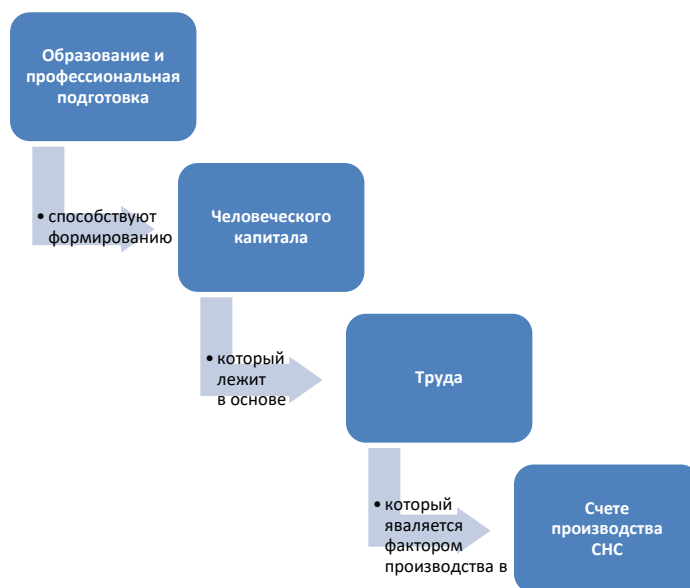 Образование и
профессиональная
подготовка
• способствуют
формированию
Человеческого
капитала
• который
лежит
в основе
Труда
• который
яваляется
фактором
производства в
Счете
производства
СНС